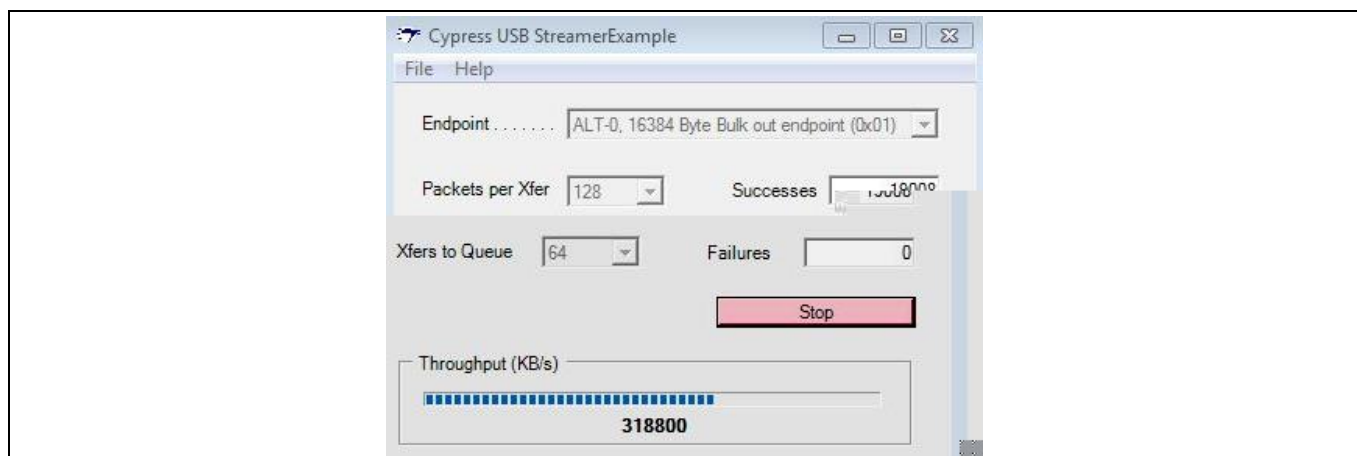 Cypress USB StreamerExample
File Help
Endpoint ....... ALT-0, 16384 Byte Bulk out endpoint (0x01)
Packets per Xfer 128 Successes
Xfers to Queue 64 Failures 0
Stop
Throughput (KB/s)
318800